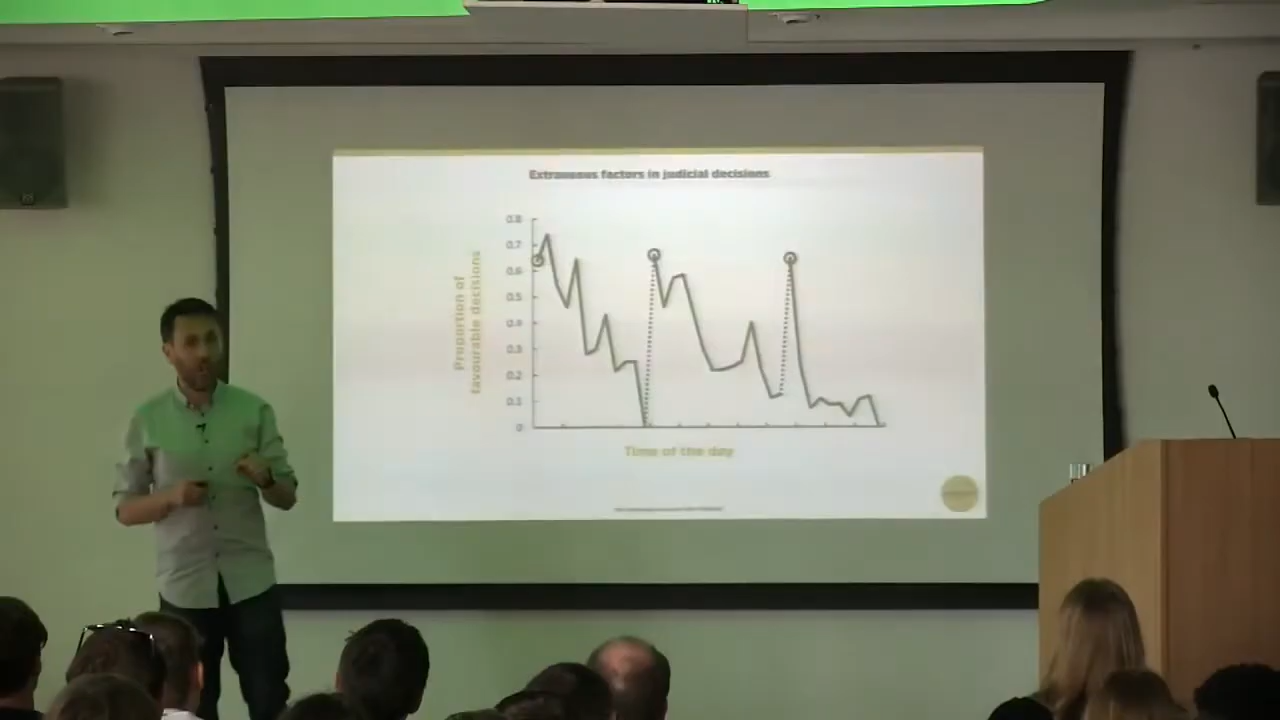 Extraneous factors in judicial decisions
0.8
0.7
0.6
0.5
0.4
0.3
0.2
0.1
0
Proportion of
favourable decisions
Time of the day